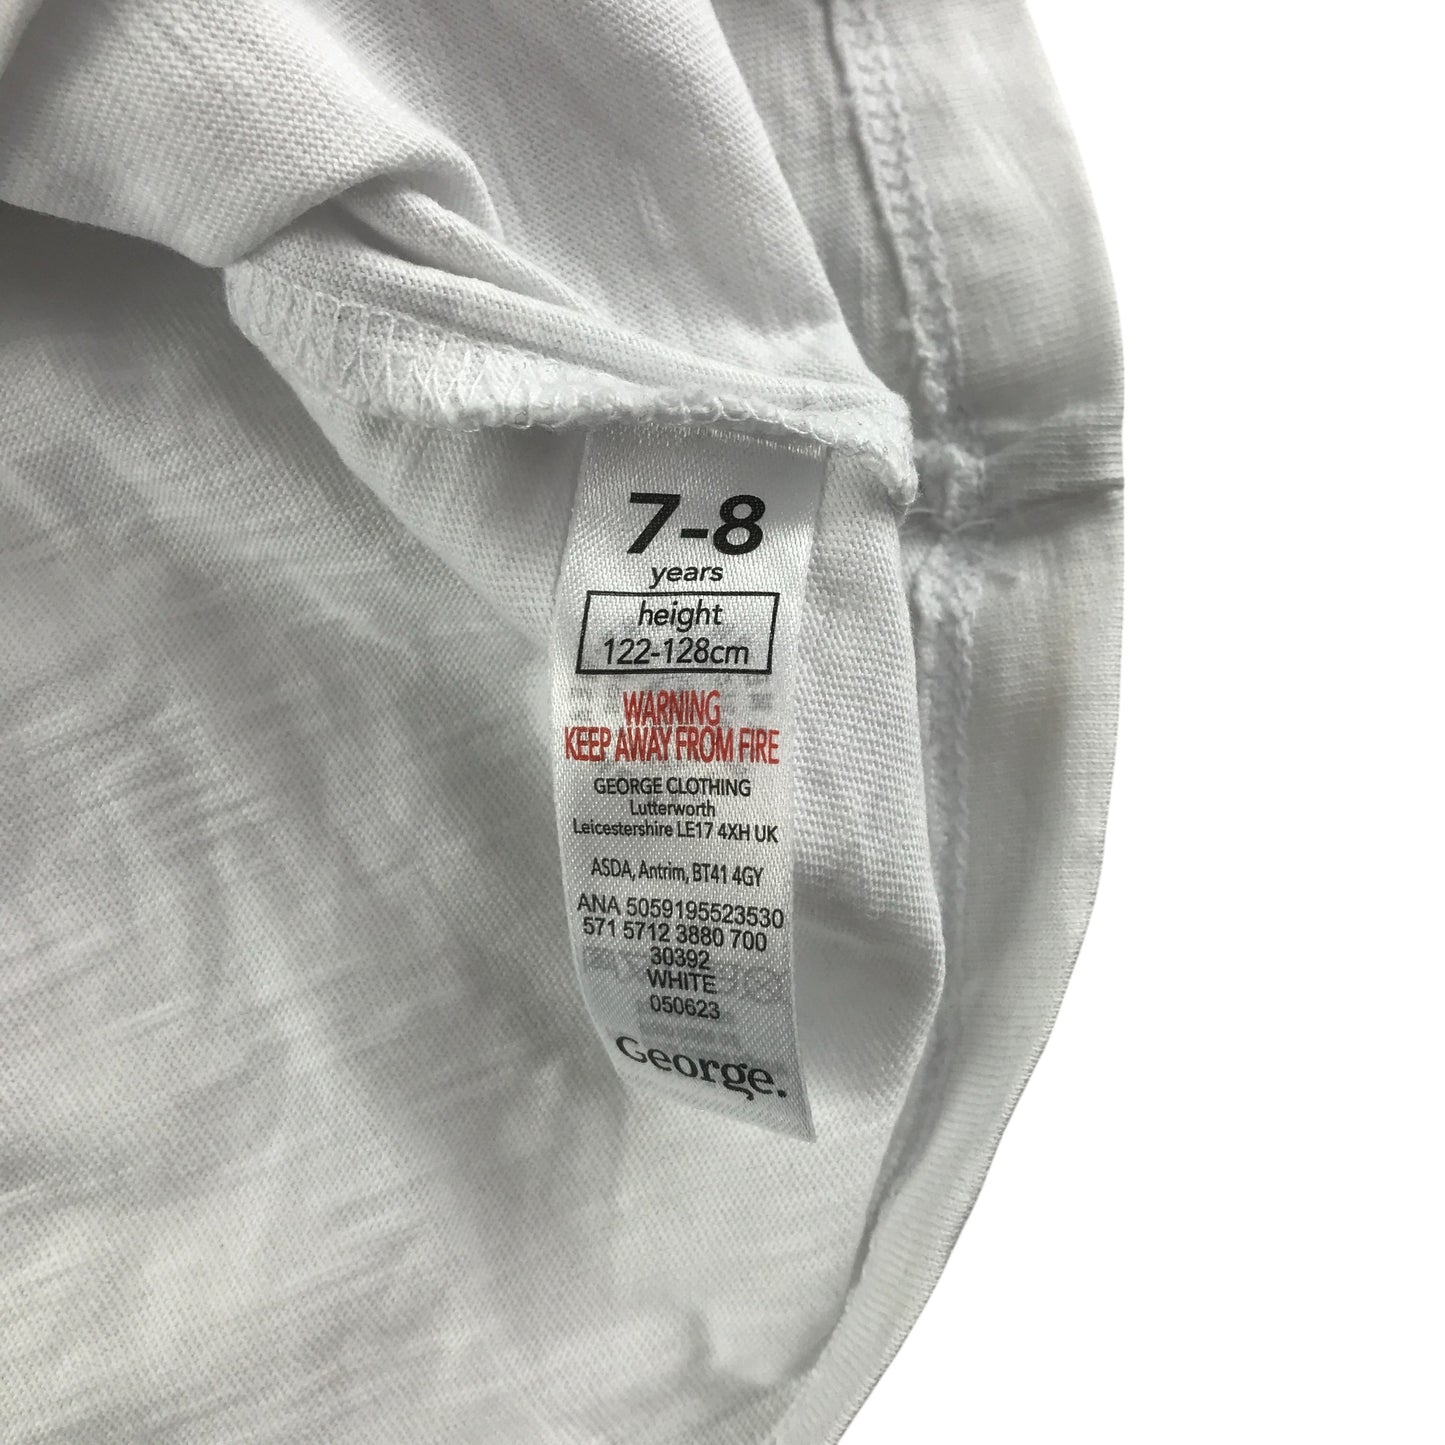 7-8
years
height
122-128cm
WARNING
KEEP AWAY FROM FIRE
GEORGE CLOTHING
Lutterworth
Leicestershire LE17 4XH UK
ASDA, Antrim, BT41 4GY
ANA 5059195523530
571 5712 3880 700
30392
WHITE
050623
George.